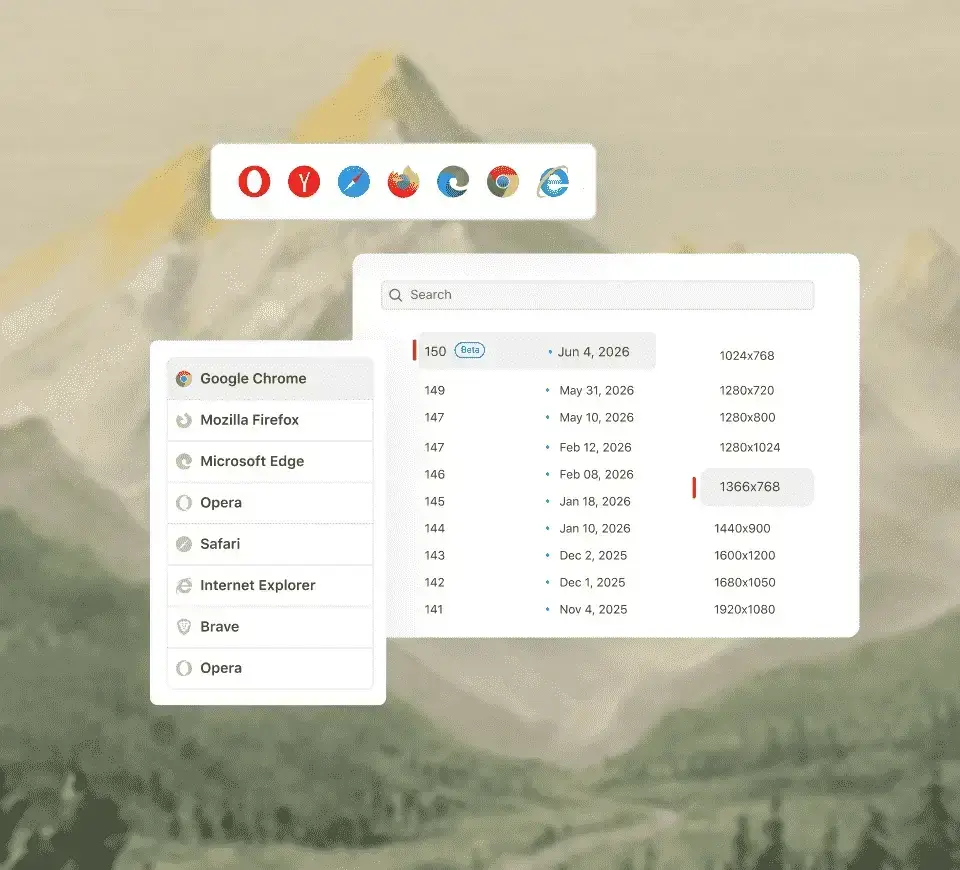 Search
150 Beta Jun 4, 2026
149 May 31, 2026
147 May 10, 2026
147 Feb 12, 2026
146 Feb 08, 2026
145 Jan 18, 2026
144 Jan 10, 2026
143 Dec 2, 2025
142 Dec 1, 2025
141 Nov 4, 2025
1024x768
1280x720
1280x800
1280x1024
1366x768
1440x900
1600x1200
1680x1050
1920x1080
Google Chrome
Mozilla Firefox
Microsoft Edge
Opera
Safari
Internet Explorer
Brave
Opera